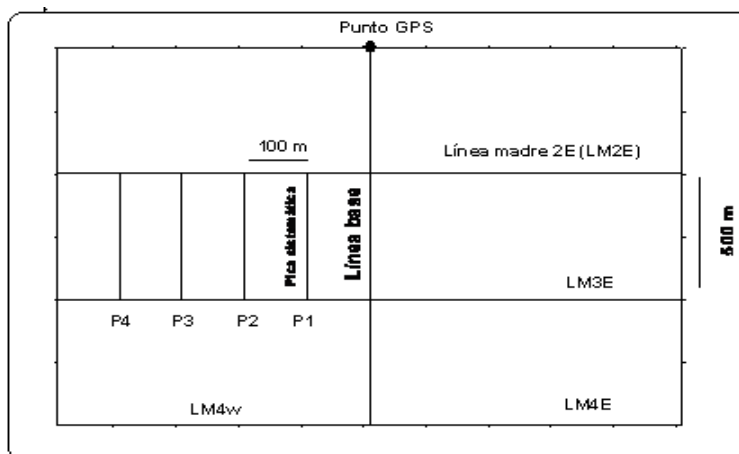 Punto GPS
100 m
Línea madre 2E (LM2E)
Pica sistemática
Línea base
500 m
LM3E
P4
P3
P2
P1
LM4w
LM4E